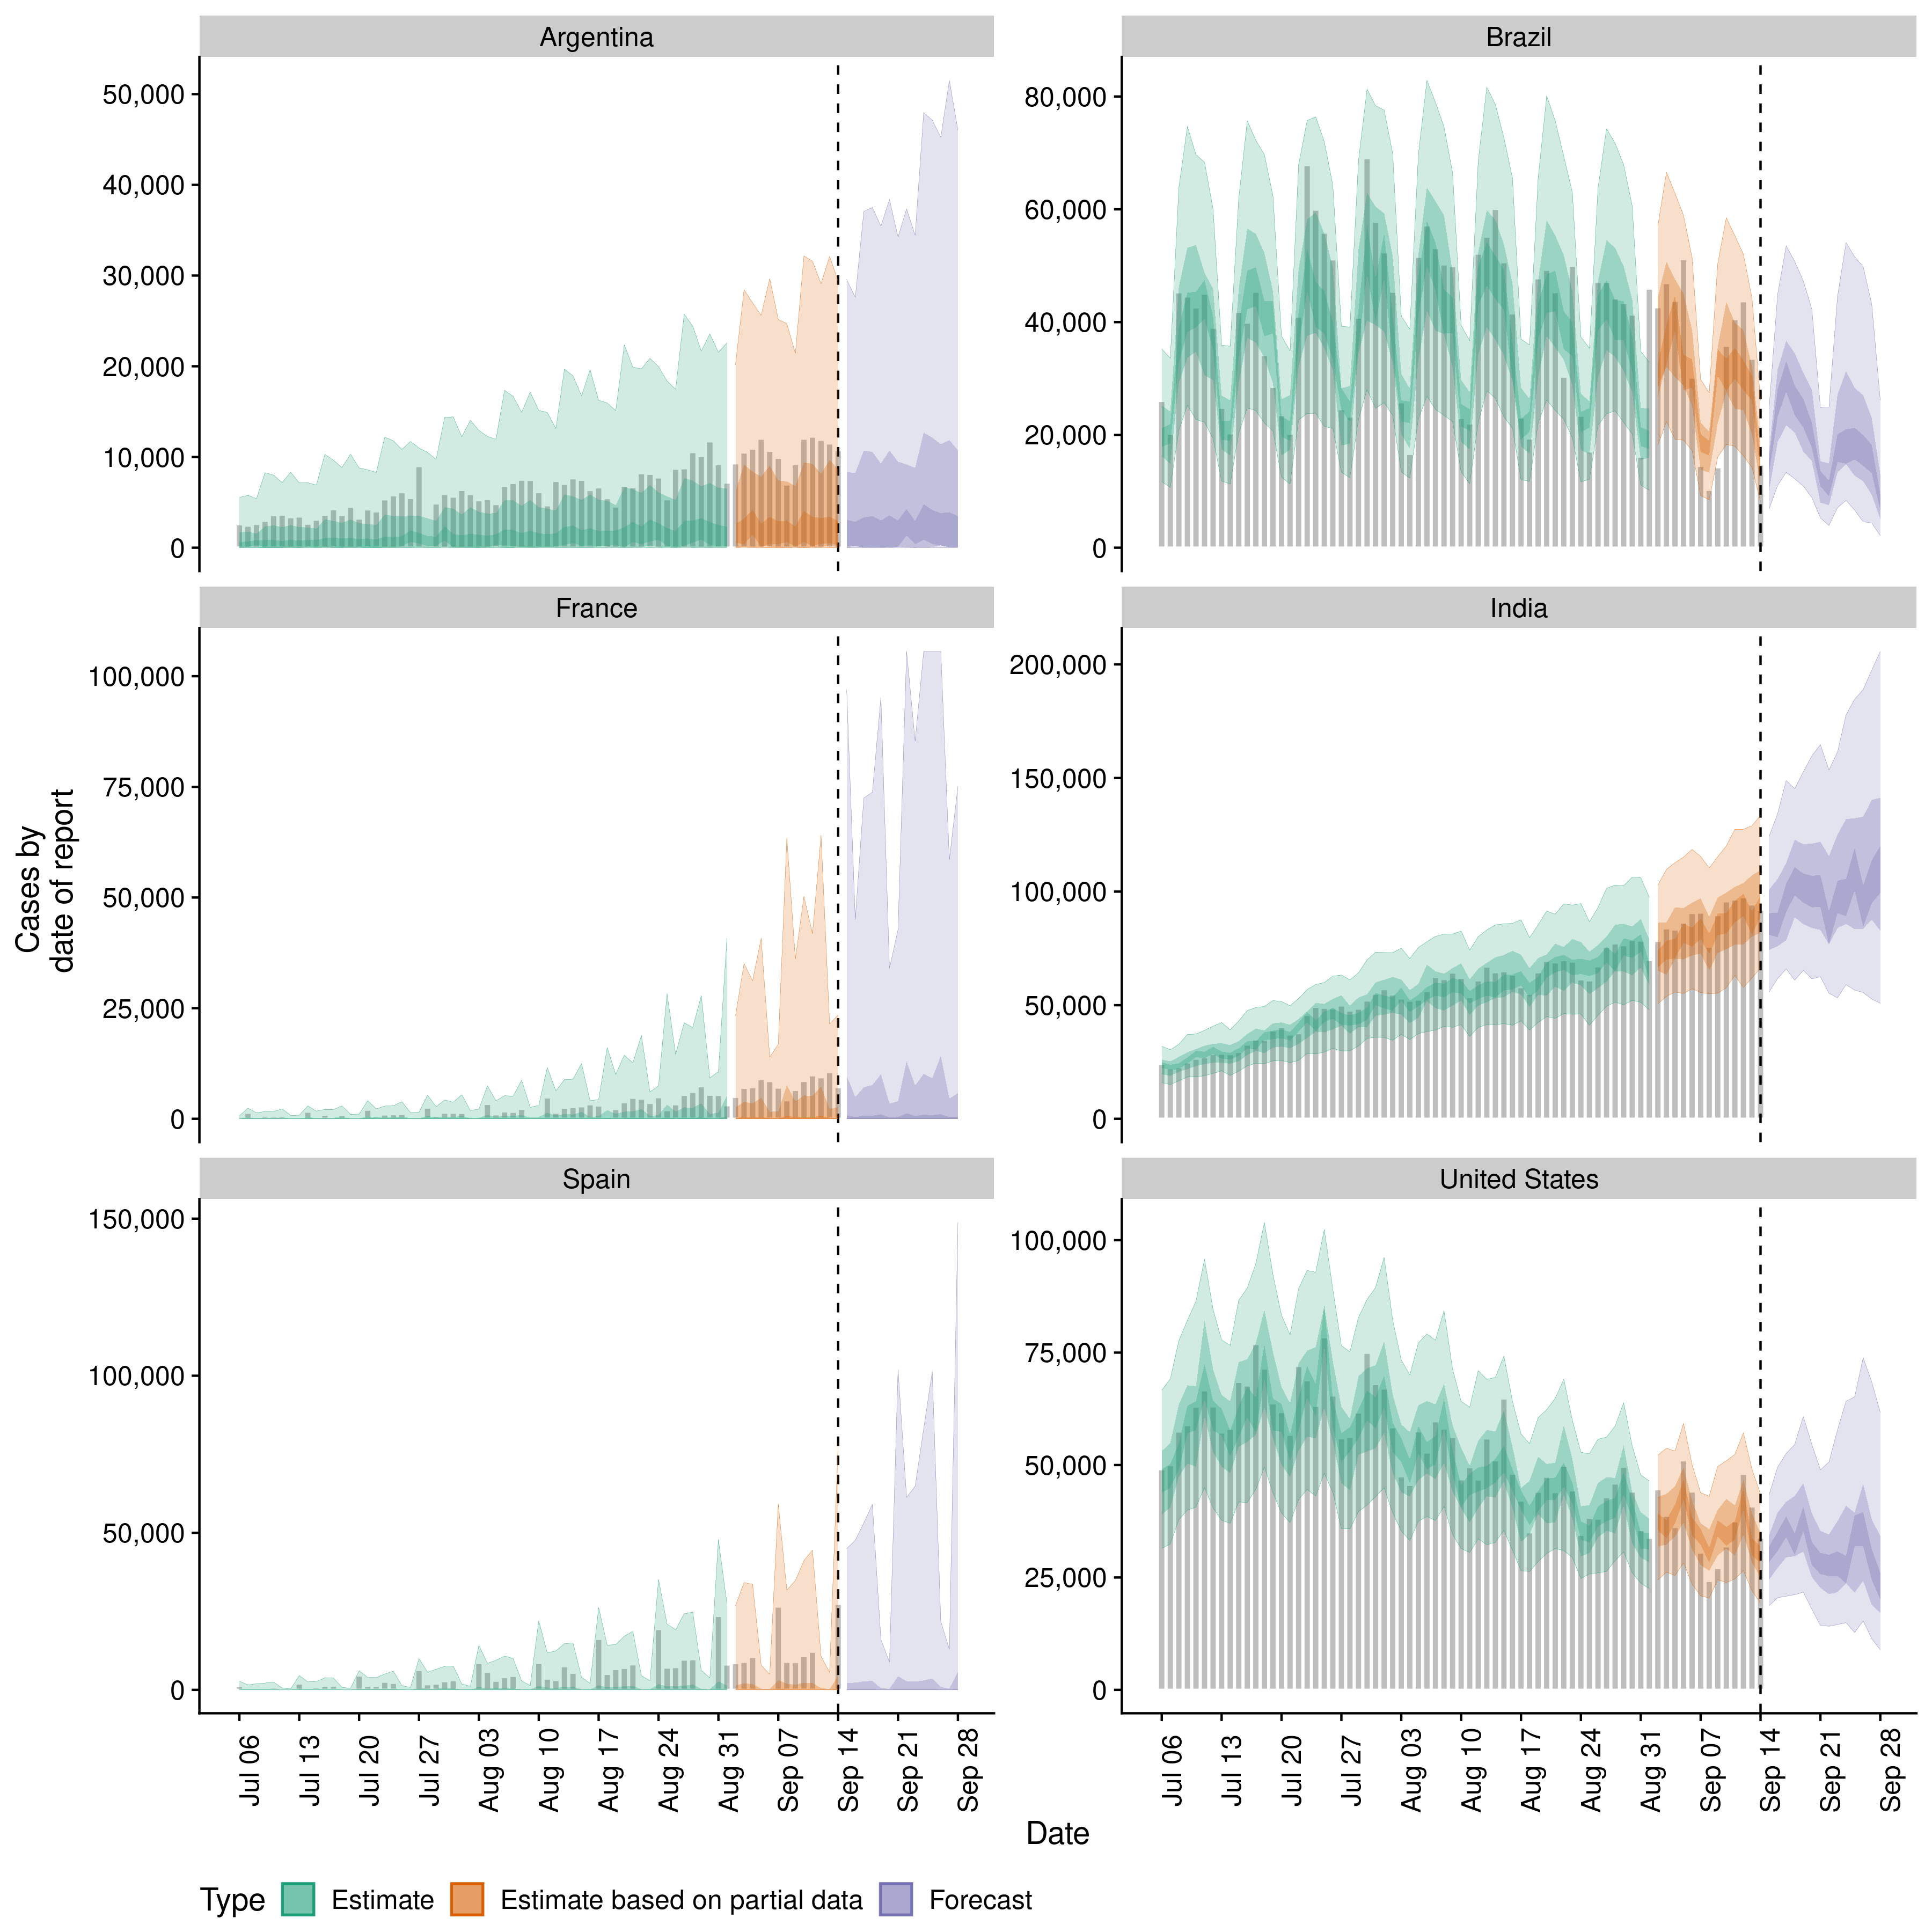 Argentina
Brazil
50,000
40,000
30,000
20,000
10,000
0
80,000
60,000
40,000
20,000
0
France
India
100,000
75,000
50,000
25,000
0
200,000
150,000
100,000
50,000
0
Cases by
date of report
Spain
United States
150,000
100,000
50,000
0
100,000
75,000
50,000
25,000
0
Jul 06
Jul 13
Jul 20
Jul 27
Aug 03
Aug 10
Aug 17
Aug 24
Aug 31
Sep 07
Sep 14
Sep 21
Sep 28
Jul 06
Jul 13
Jul 20
Jul 27
Aug 03
Aug 10
Aug 17
Aug 24
Aug 31
Sep 07
Sep 14
Sep 21
Sep 28
Date
Type Estimate Estimate based on partial data Forecast